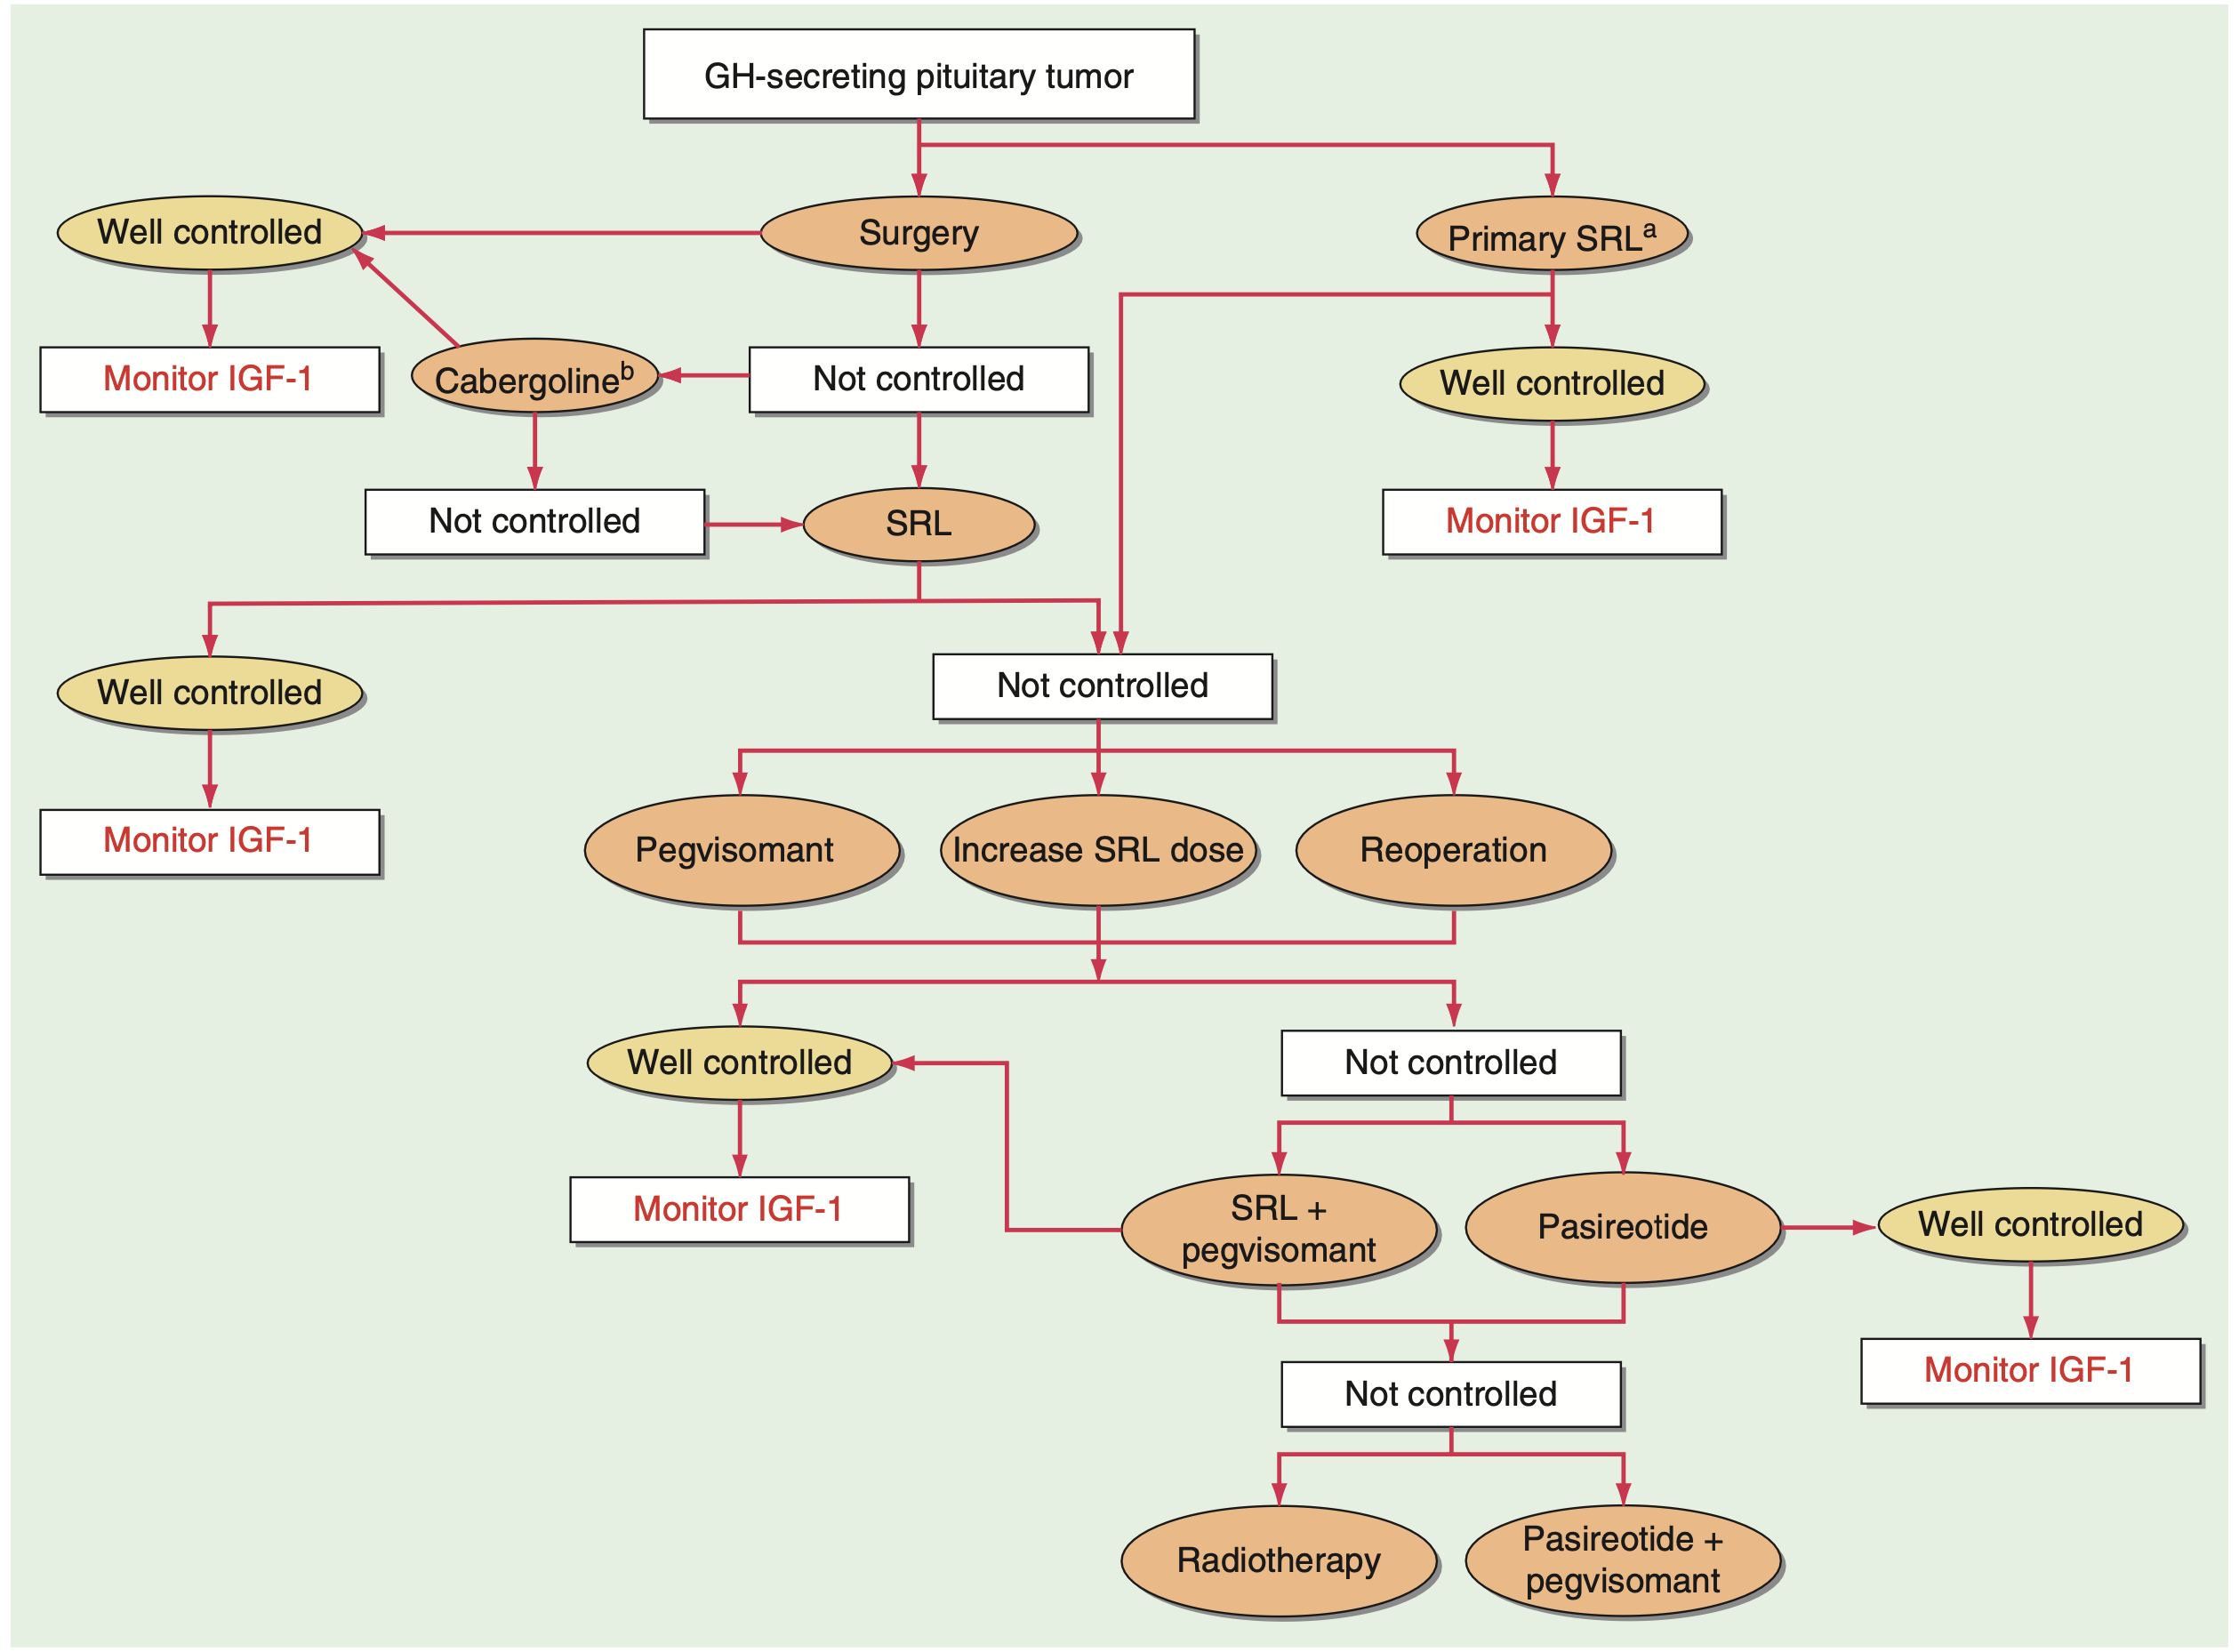 GH-secreting pituitary tumor
Well controlled
Surgery
Primary SRLᵃ
Monitor IGF-1
Cabergolineᵇ
Not controlled
Well controlled
Not controlled
SRL
Monitor IGF-1
Well controlled
Not controlled
Monitor IGF-1
Pegvisomant
Increase SRL dose
Reoperation
Well controlled
Not controlled
Monitor IGF-1
SRL +
pegvisomant
Pasireotide
Well controlled
Not controlled
Monitor IGF-1
Radiotherapy
Pasireotide +
pegvisomant